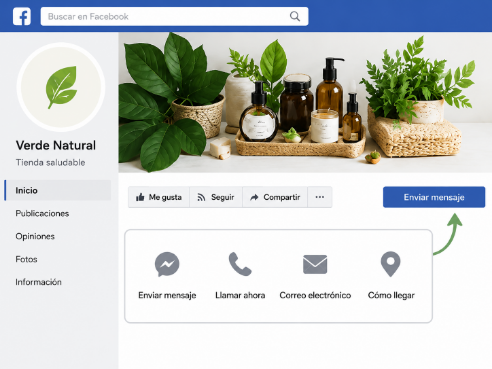 Buscar en Facebook
Verde Natural
Tienda saludable
Inicio
Publicaciones
Opiniones
Fotos
Información
Me gusta
Seguir
Compartir
Enviar mensaje
Enviar mensaje
Llamar ahora
Correo electrónico
Cómo llegar